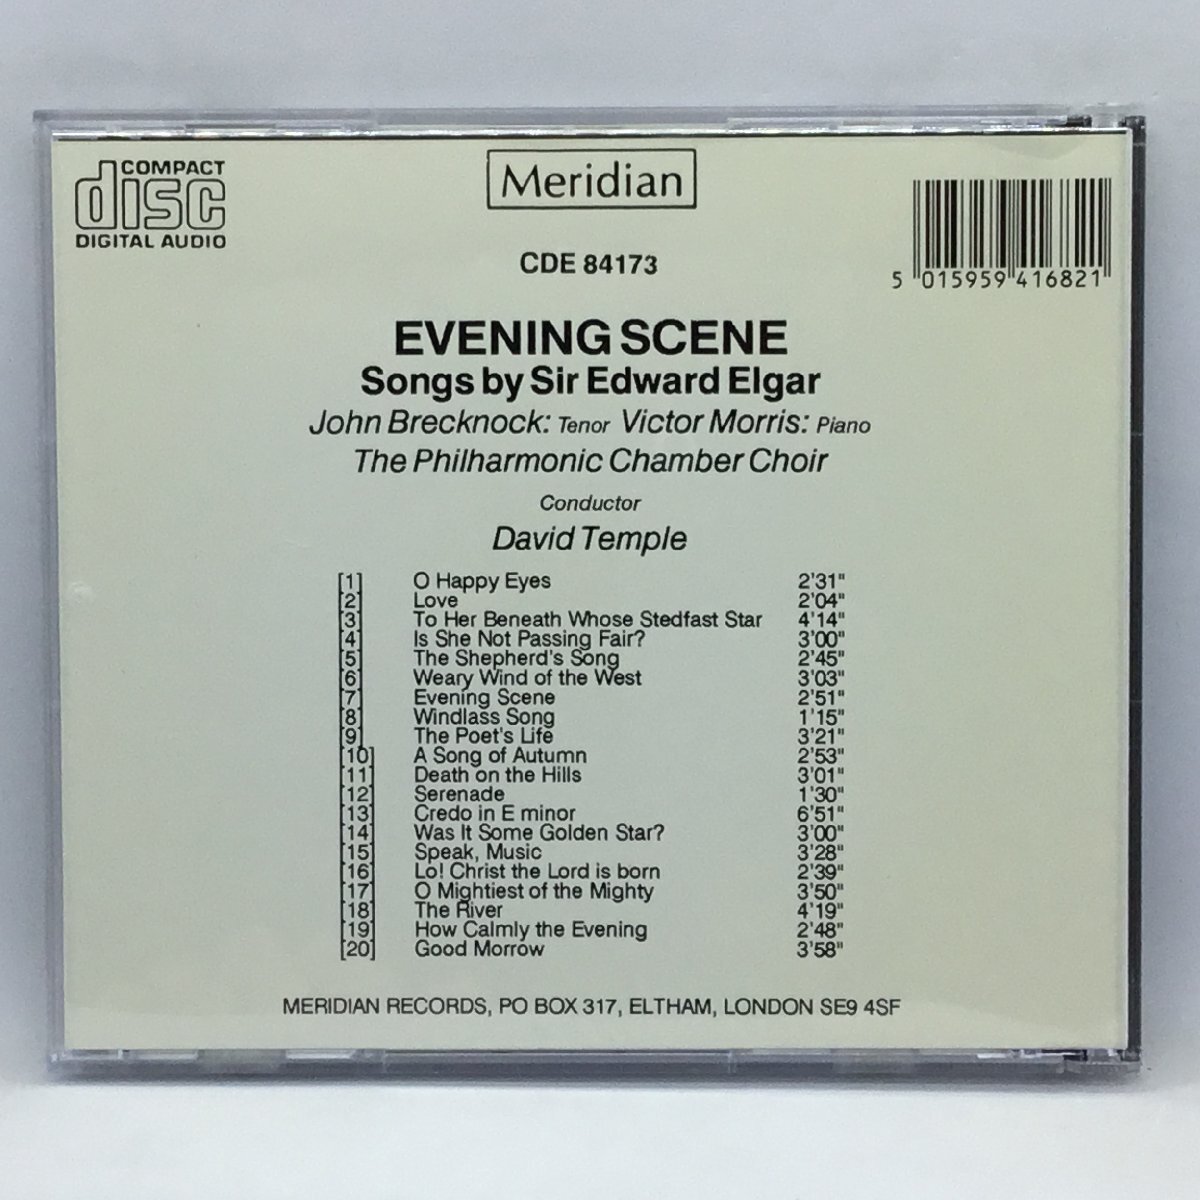 COMPACT
disc
DIGITAL AUDIO
Meridian
5 015959 416821
CDE 84173
EVENING SCENE
Songs by Sir Edward Elgar
John Brecknock: Tenor Victor Morris: Piano
The Philharmonic Chamber Choir
Conductor
David Temple
[1] O Happy Eyes 2'31"
[2] Love 2'04"
[3] To Her Beneath Whose Stedfast Star 4'14"
[4] Is She Not Passing Fair? 3'00"
[5] The Shepherd's Song 2'45"
[6] Weary Wind of the West 3'03"
[7] Evening Scene 2'51"
[8] Windlass Song 1'15"
[9] The Poet's Life 3'21"
[10] A Song of Autumn 2'53"
[11] Death on the Hills 3'01"
[12] Serenade 1'30"
[13] Credo in E minor 6'51"
[14] Was It Some Golden Star? 3'00"
[15] Speak, Music 3'28"
[16] Lo! Christ the Lord is born 2'39"
[17] O Mightiest of the Mighty 3'50"
[18] The River 4'19"
[19] How Calmly the Evening 2'48"
[20] Good Morrow 3'58"
MERIDIAN RECORDS, PO BOX 317, ELTHAM, LONDON SE9 4SF